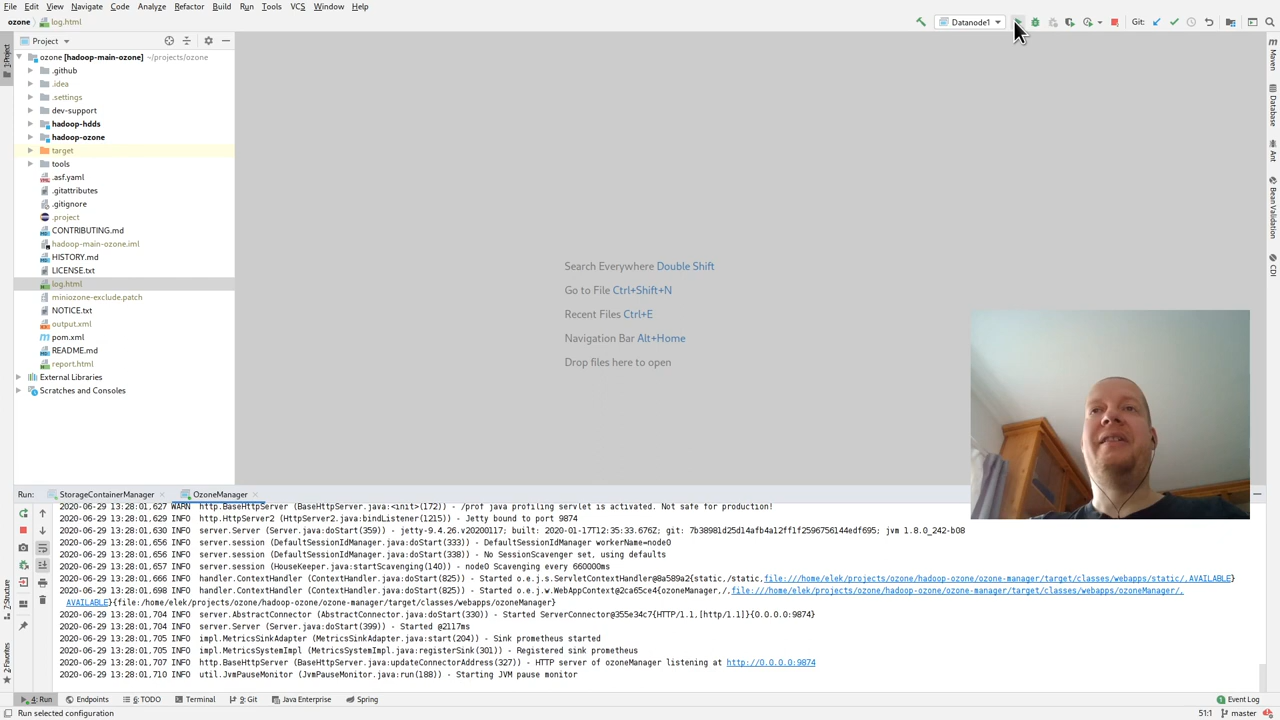 File Edit View Navigate Code Analyze Refactor Build Run Tools VCS Window Help
ozone log.html
Datanode1
Git:
Project
ozone [hadoop-main-ozone] ~/projects/ozone
.github
.idea
.settings
dev-support
hadoop-hdds
hadoop-ozone
target
tools
.asf.yaml
.gitattributes
.gitignore
.project
CONTRIBUTING.md
hadoop-main-ozone.iml
HISTORY.md
LICENSE.txt
log.html
miniozone-exclude.patch
NOTICE.txt
output.xml
pom.xml
README.md
report.html
External Libraries
Scratches and Consoles
1: Project
7: Structure
2: Favorites
Search Everywhere Double Shift
Go to File Ctrl+Shift+N
Recent Files Ctrl+E
Navigation Bar Alt+Home
Drop files here to open
Maven
Database
Ant
Bean Validation
CDI
Run: StorageContainerManager OzoneManager
2020-06-29 13:28:01,627 WARN http.BaseHttpServer (BaseHttpServer.java:<init>(172)) - /prof java profiling servlet is activated. Not safe for production!
2020-06-29 13:28:01,629 INFO http.HttpServer2 (HttpServer2.java:bindListener(1215)) - Jetty bound to port 9874
2020-06-29 13:28:01,630 INFO server.Server (Server.java:doStart(359)) - jetty-9.4.26.v20200117; built: 2020-01-17T12:35:33.676Z; git: 7b38981d25d14afb4a12ff1f2596756144edf695; jvm 1.8.0_242-b08
2020-06-29 13:28:01,656 INFO server.session (DefaultSessionIdManager.java:doStart(333)) - DefaultSessionIdManager workerName=node0
2020-06-29 13:28:01,656 INFO server.session (DefaultSessionIdManager.java:doStart(338)) - No SessionScavenger set, using defaults
2020-06-29 13:28:01,657 INFO server.session (HouseKeeper.java:startScavenging(140)) - node0 Scavenging every 660000ms
2020-06-29 13:28:01,666 INFO handler.ContextHandler (ContextHandler.java:doStart(825)) - Started o.e.j.s.ServletContextHandler@8a589a2{static,/static,file:///home/elek/projects/ozone/hadoop-ozone/ozone-manager/target/classes/webapps/static/,AVAILABLE}
2020-06-29 13:28:01,698 INFO handler.ContextHandler (ContextHandler.java:doStart(825)) - Started o.e.j.w.WebAppContext@2ca65ce4{ozoneManager,/,file:///home/elek/projects/ozone/hadoop-ozone/ozone-manager/target/classes/webapps/ozoneManager/,
AVAILABLE}{file:/home/elek/projects/ozone/hadoop-ozone/ozone-manager/target/classes/webapps/ozoneManager}
2020-06-29 13:28:01,704 INFO server.AbstractConnector (AbstractConnector.java:doStart(330)) - Started ServerConnector@355e34c7{HTTP/1.1,[http/1.1]}{0.0.0.0:9874}
2020-06-29 13:28:01,704 INFO server.Server (Server.java:doStart(399)) - Started @2117ms
2020-06-29 13:28:01,705 INFO impl.MetricsSinkAdapter (MetricsSinkAdapter.java:start(204)) - Sink prometheus started
2020-06-29 13:28:01,705 INFO impl.MetricsSystemImpl (MetricsSystemImpl.java:registerSink(301)) - Registered sink prometheus
2020-06-29 13:28:01,707 INFO http.BaseHttpServer (BaseHttpServer.java:updateConnectorAddress(327)) - HTTP server of ozoneManager listening at http://0.0.0.0:9874
2020-06-29 13:28:01,710 INFO util.JvmPauseMonitor (JvmPauseMonitor.java:run(188)) - Starting JVM pause monitor
4: Run Endpoints 6: TODO Terminal 9: Git Java Enterprise Spring Event Log
Run selected configuration 51:1 master